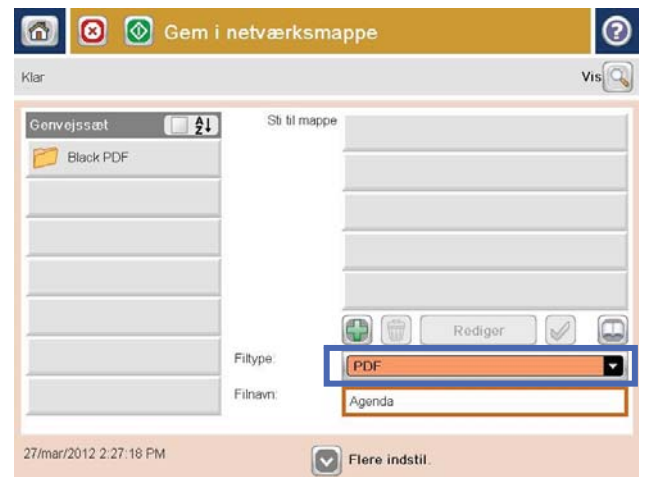 Gem i netværksmappe
Klar
Vis
Genvejssæt
Sti til mappe
Black PDF
Rediger
Filtype:
PDF
Filnavn:
Agenda
27/mar/2012 2:27:18 PM
Flere indstil.